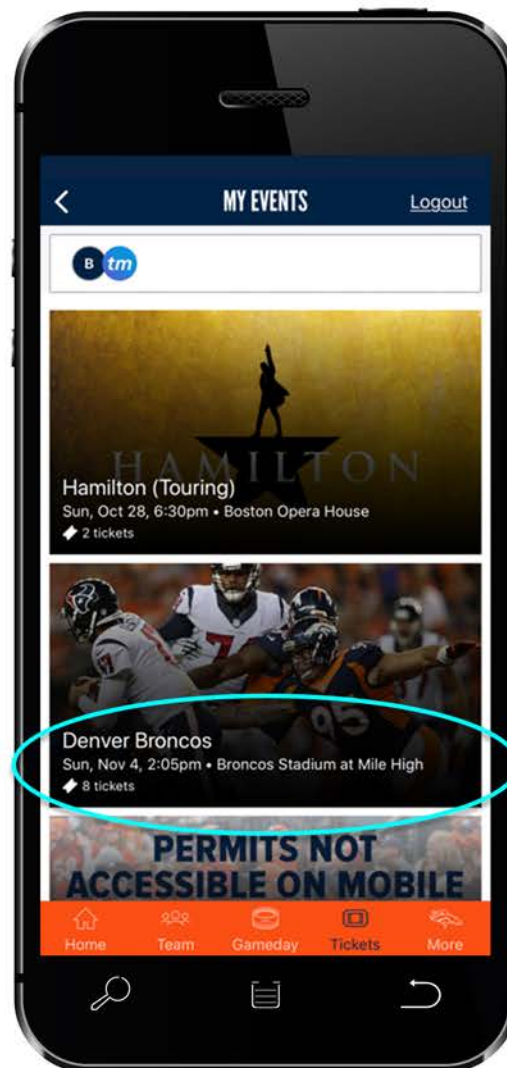 MY EVENTS
Logout
B tm
HAMILTON
Hamilton (Touring)
Sun, Oct 28, 6:30pm • Boston Opera House
2 tickets
95
Denver Broncos
Sun, Nov 4, 2:05pm • Broncos Stadium at Mile High
8 tickets
PERMITS NOT
ACCESSIBLE ON MOBILE
Home Team Gameday Tickets More